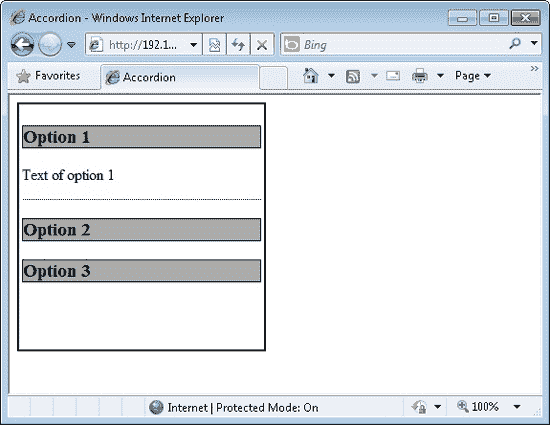 Accordion - Windows Internet Explorer
http://192.1...
Bing
Favorites
Accordion
Page
Option 1
Text of option 1
Option 2
Option 3
Internet | Protected Mode: On
100%